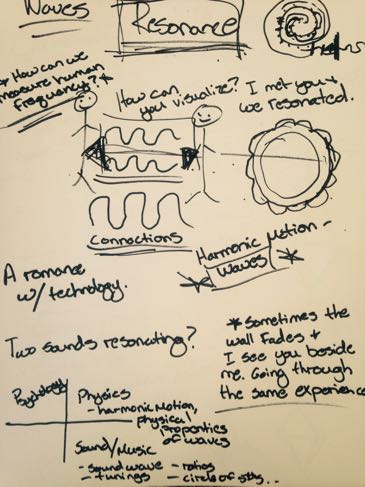 Waves
Resonance
* How can we
measure human
frequency? *
How can
you visualize?
I met you +
we resonated.
Connections
Harmonic Motion -
Waves
A romance
w/ technology.
Two sounds resonating?
* Sometimes the
wall fades +
I see you beside
me. Going through
the same experience
Psychology
Physics
- harmonic motion,
physical
properties
of waves
Sound/Music
- sound wave - ratios
- tunings - circle of 5ths..